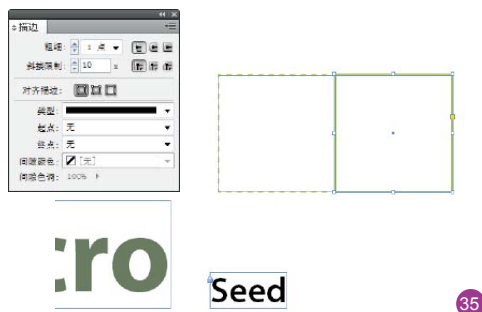 描边
粗细: 1 点
斜接限制: 10 x
对齐描边:
类型:
起点: 无
终点: 无
间隙颜色: [无]
间隙色调: 100%
cro
Seed
35